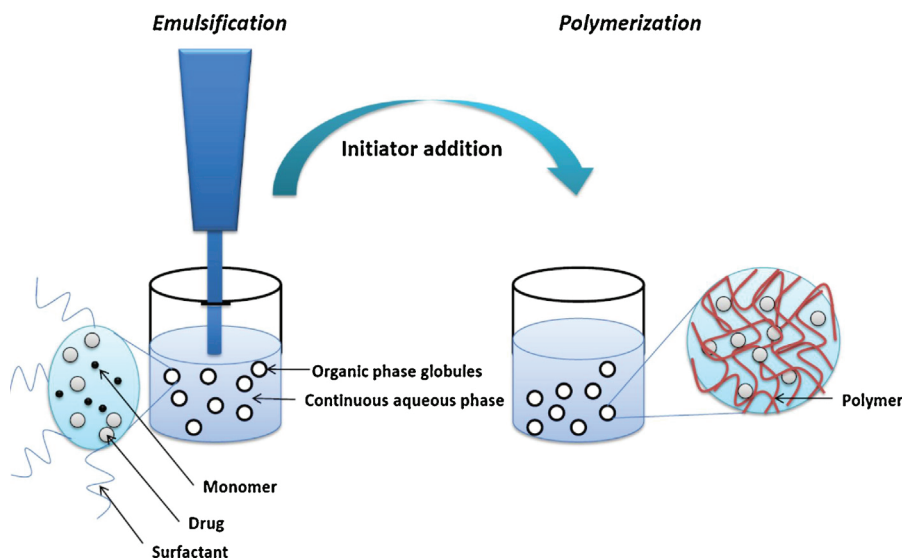 Emulsification
Polymerization
Initiator addition
Organic phase globules
Continuous aqueous phase
Polymer
Monomer
Drug
Surfactant